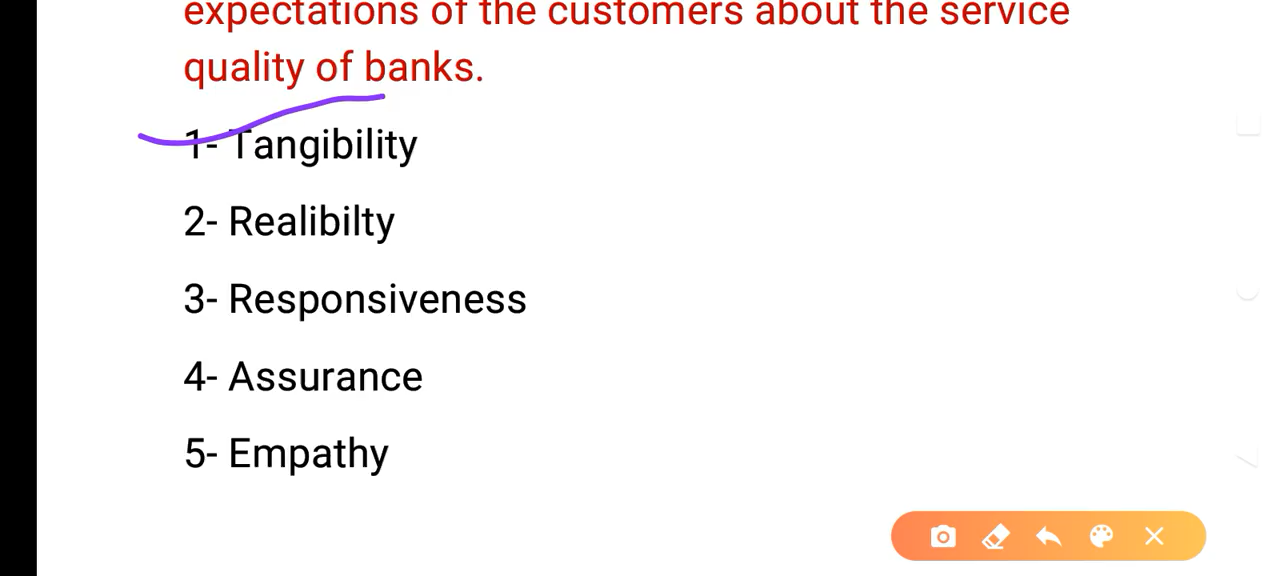 expectations of the customers about the service
quality of banks.
1- Tangibility
2- Realibilty
3- Responsiveness
4- Assurance
5- Empathy